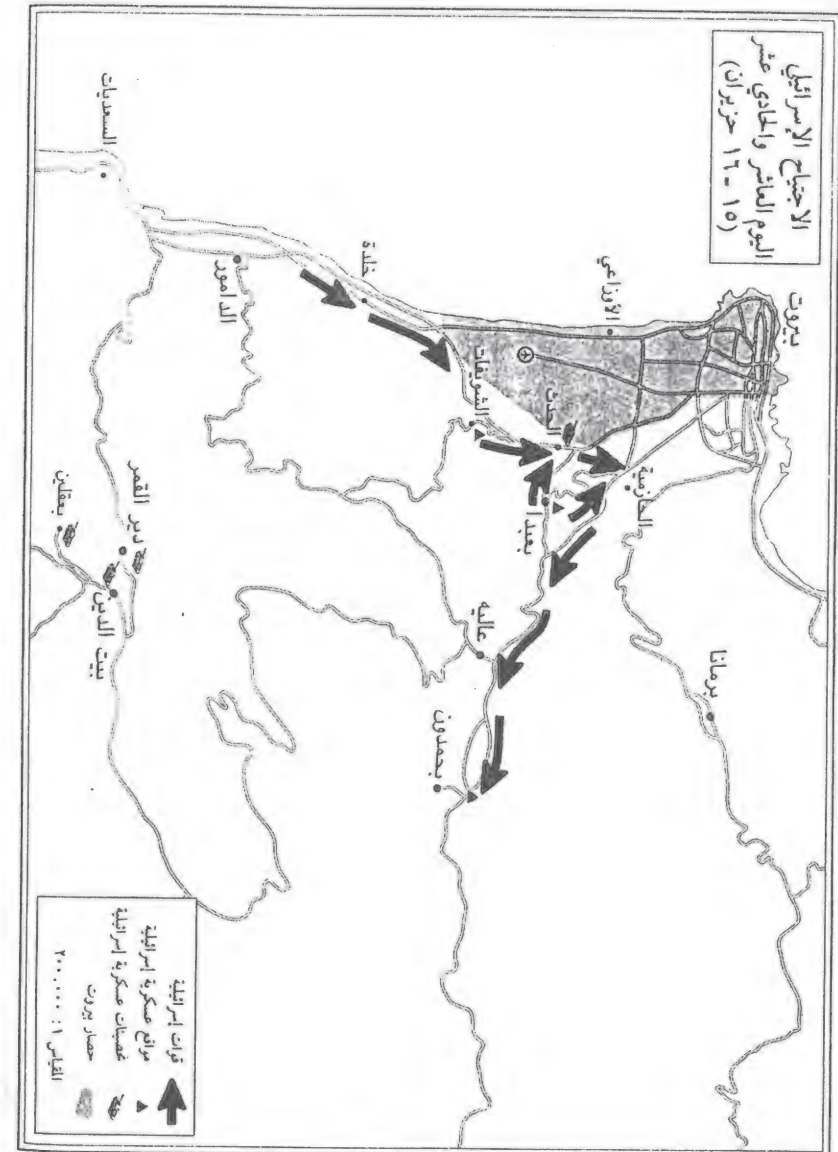 الاجتياح الإسرائيلي
اليوم العاشر والحادي عشر
(١٥ - ١٦ حزيران)
بيروت
الأوزاعي
خلدة
الدامور
السعديات
الشويفات
الحدث
الحازمية
بعبدا
عاليه
بحمدون
برمانا
دير القمر
بعقلين
بيت الدين
قوات إسرائيلية
مواقع عسكرية إسرائيلية
تحصينات عسكرية إسرائيلية
حصار بيروت
القياس ١ : ٢٠٠,٠٠٠